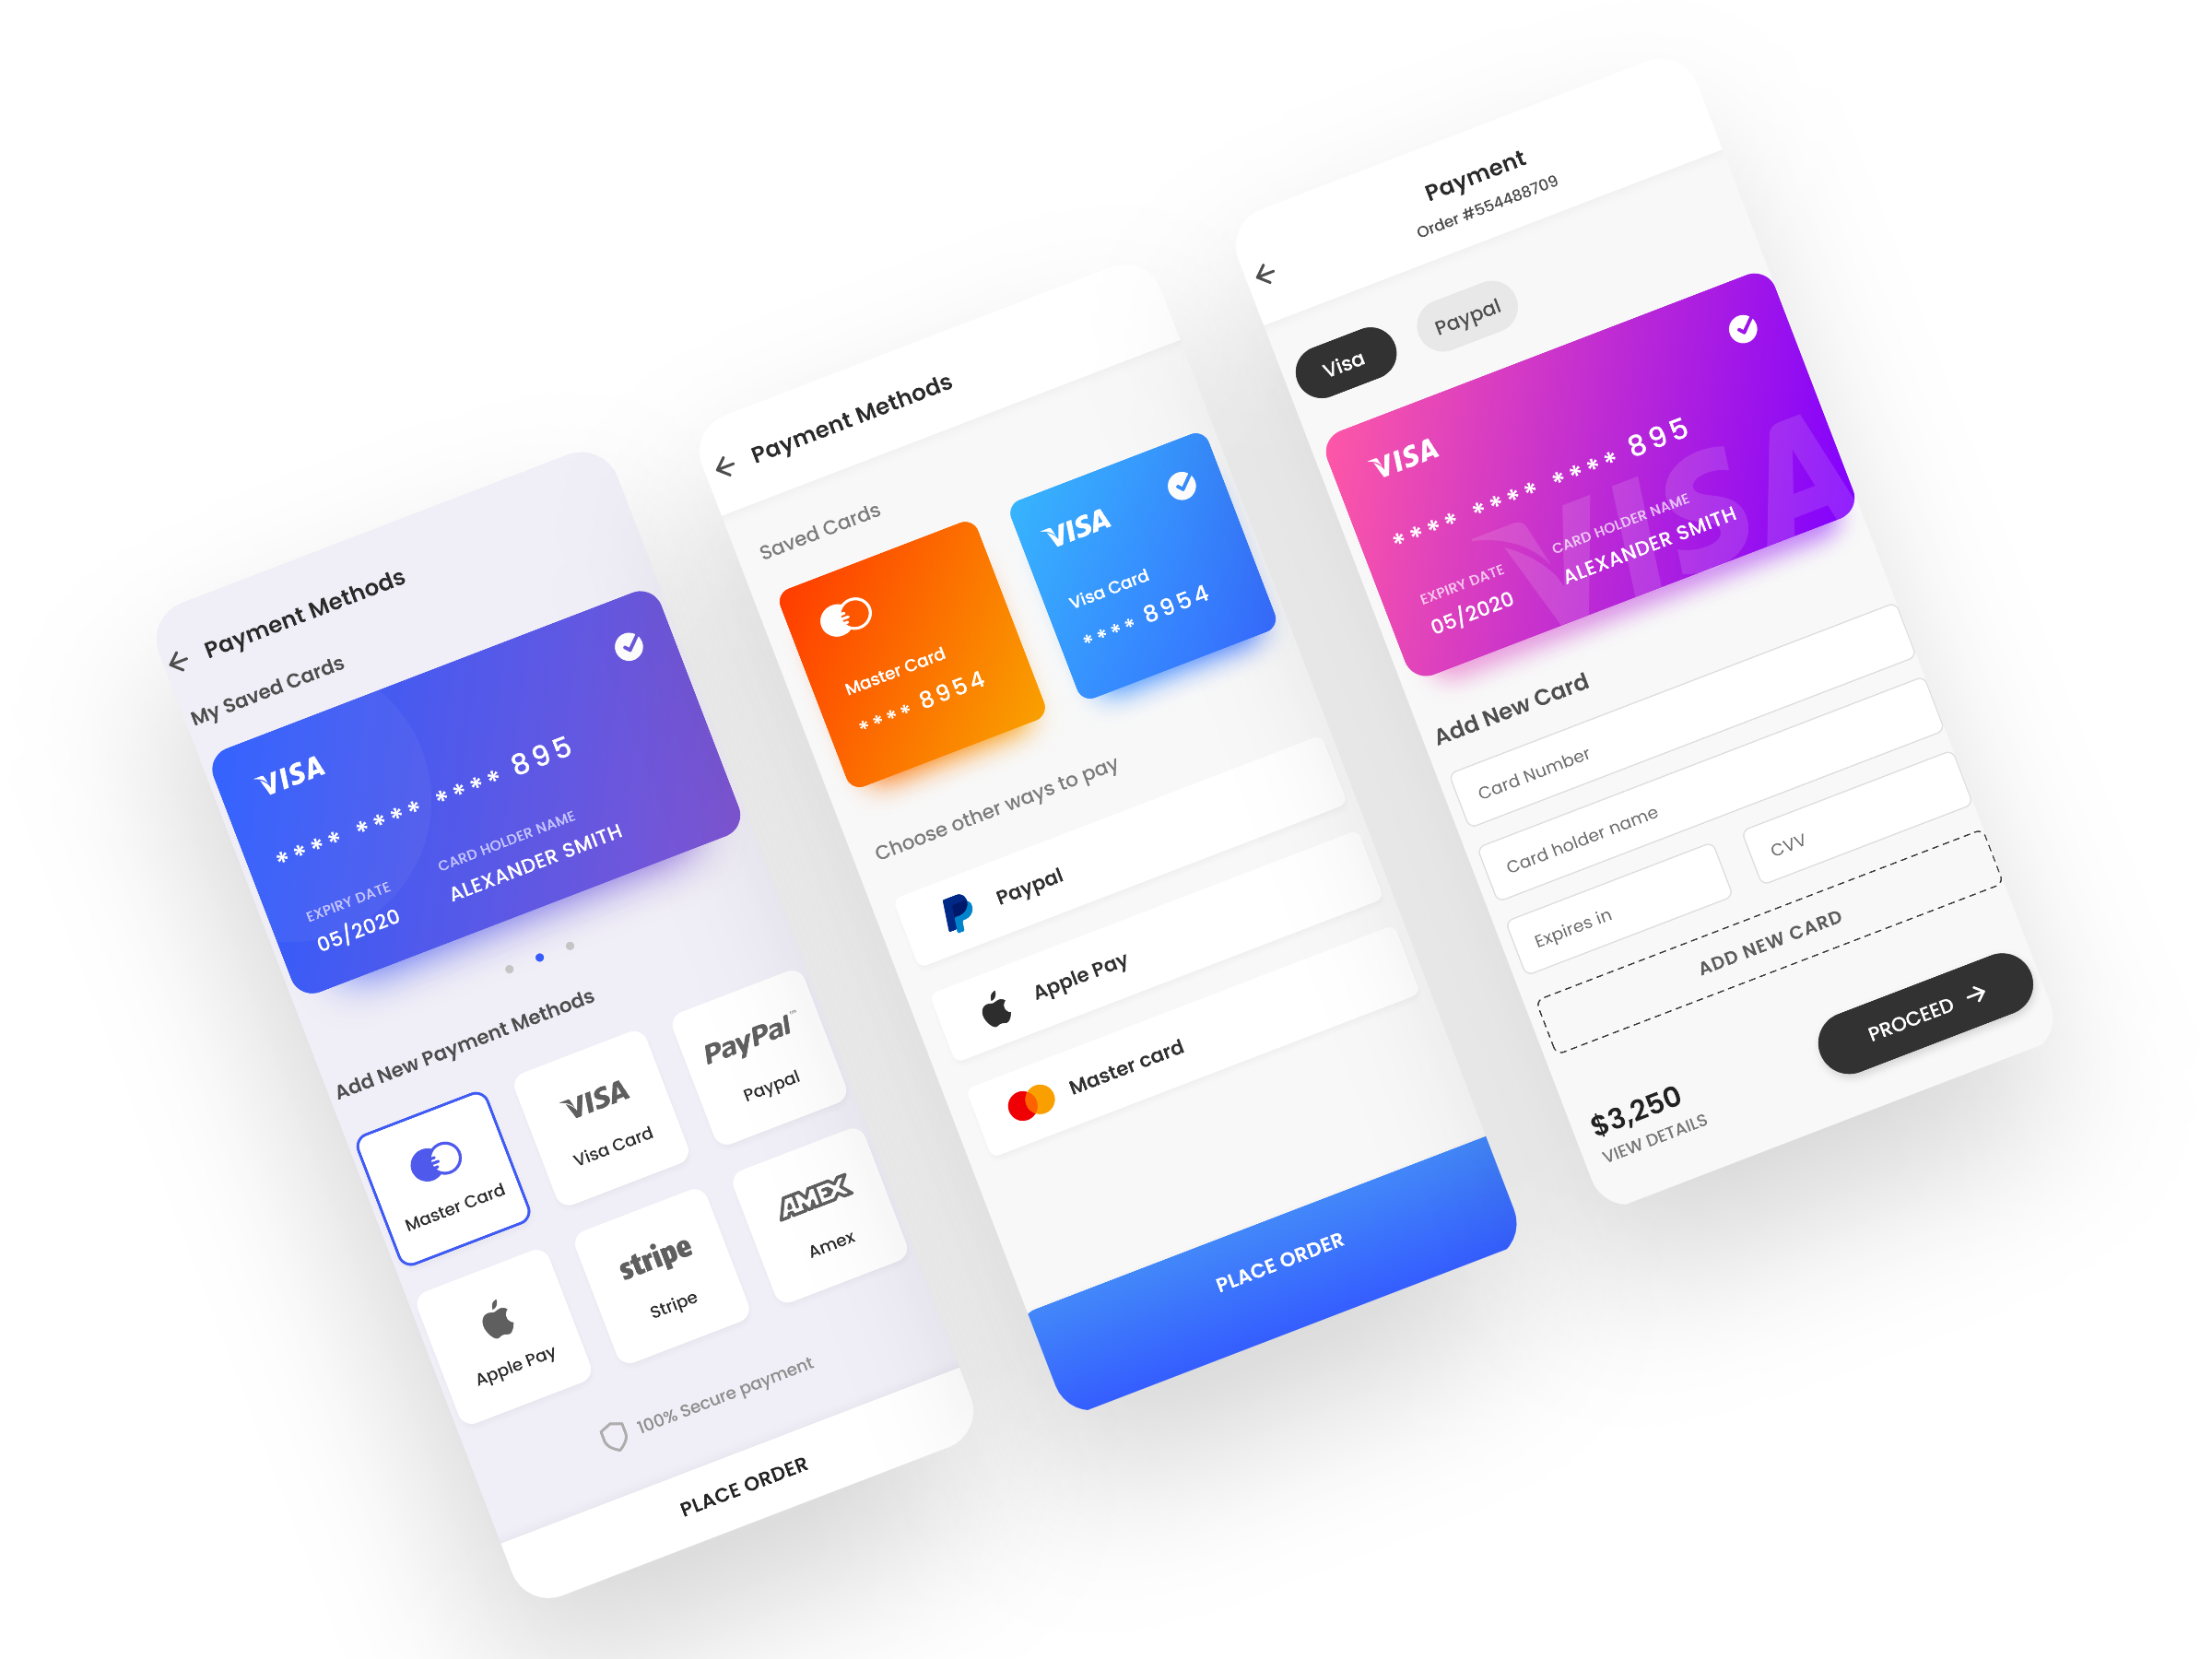 Payment Methods
My Saved Cards
VISA
**** **** **** 895
EXPIRY DATE
05/2020
CARD HOLDER NAME
ALEXANDER SMITH
Add New Payment Methods
Master Card
VISA
Visa Card
PayPal™
Paypal
Apple Pay
stripe
Stripe
AMEX
Amex
100% Secure payment
PLACE ORDER
Payment Methods
Saved Cards
Master Card
**** 8954
VISA
Visa Card
**** 8954
Choose other ways to pay
Paypal
Apple Pay
Master card
PLACE ORDER
Payment
Order #554488709
Visa
Paypal
VISA
**** **** **** 895
VISA
EXPIRY DATE
05/2020
CARD HOLDER NAME
ALEXANDER SMITH
Add New Card
Card Number
Card holder name
Expires in
CVV
ADD NEW CARD
$3,250
VIEW DETAILS
PROCEED